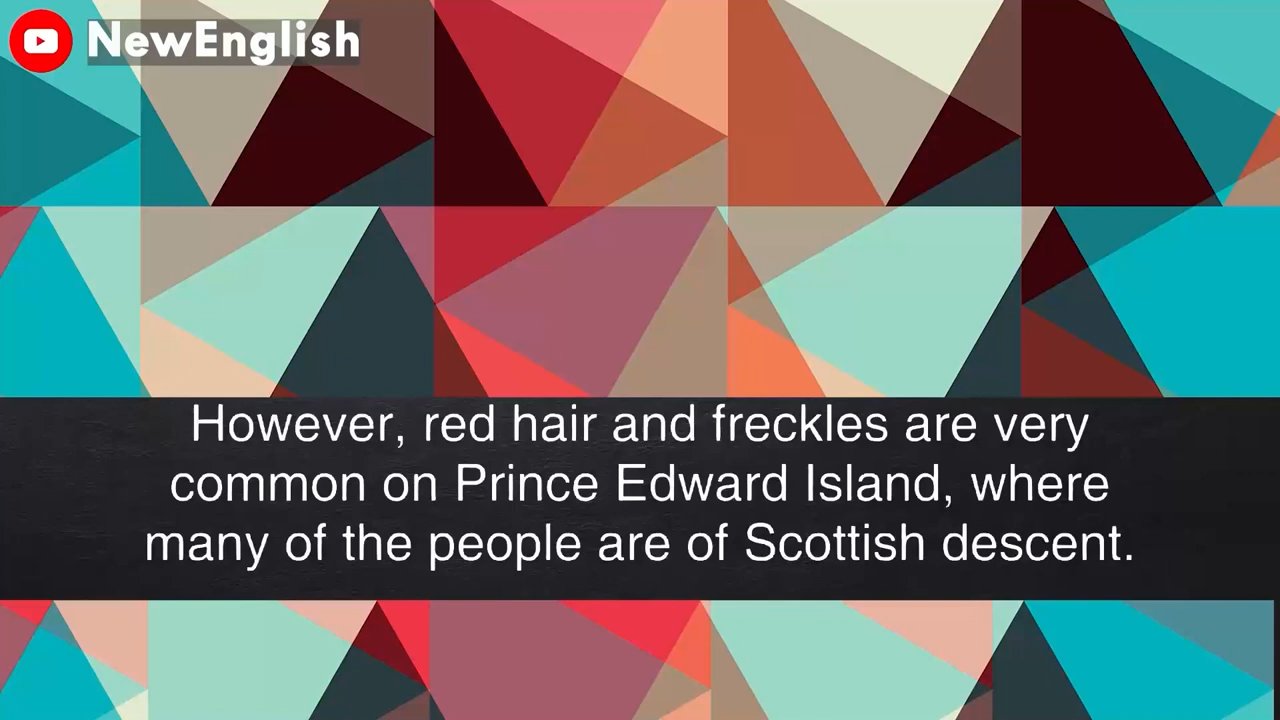 NewEnglish
However, red hair and freckles are very
common on Prince Edward Island, where
many of the people are of Scottish descent.